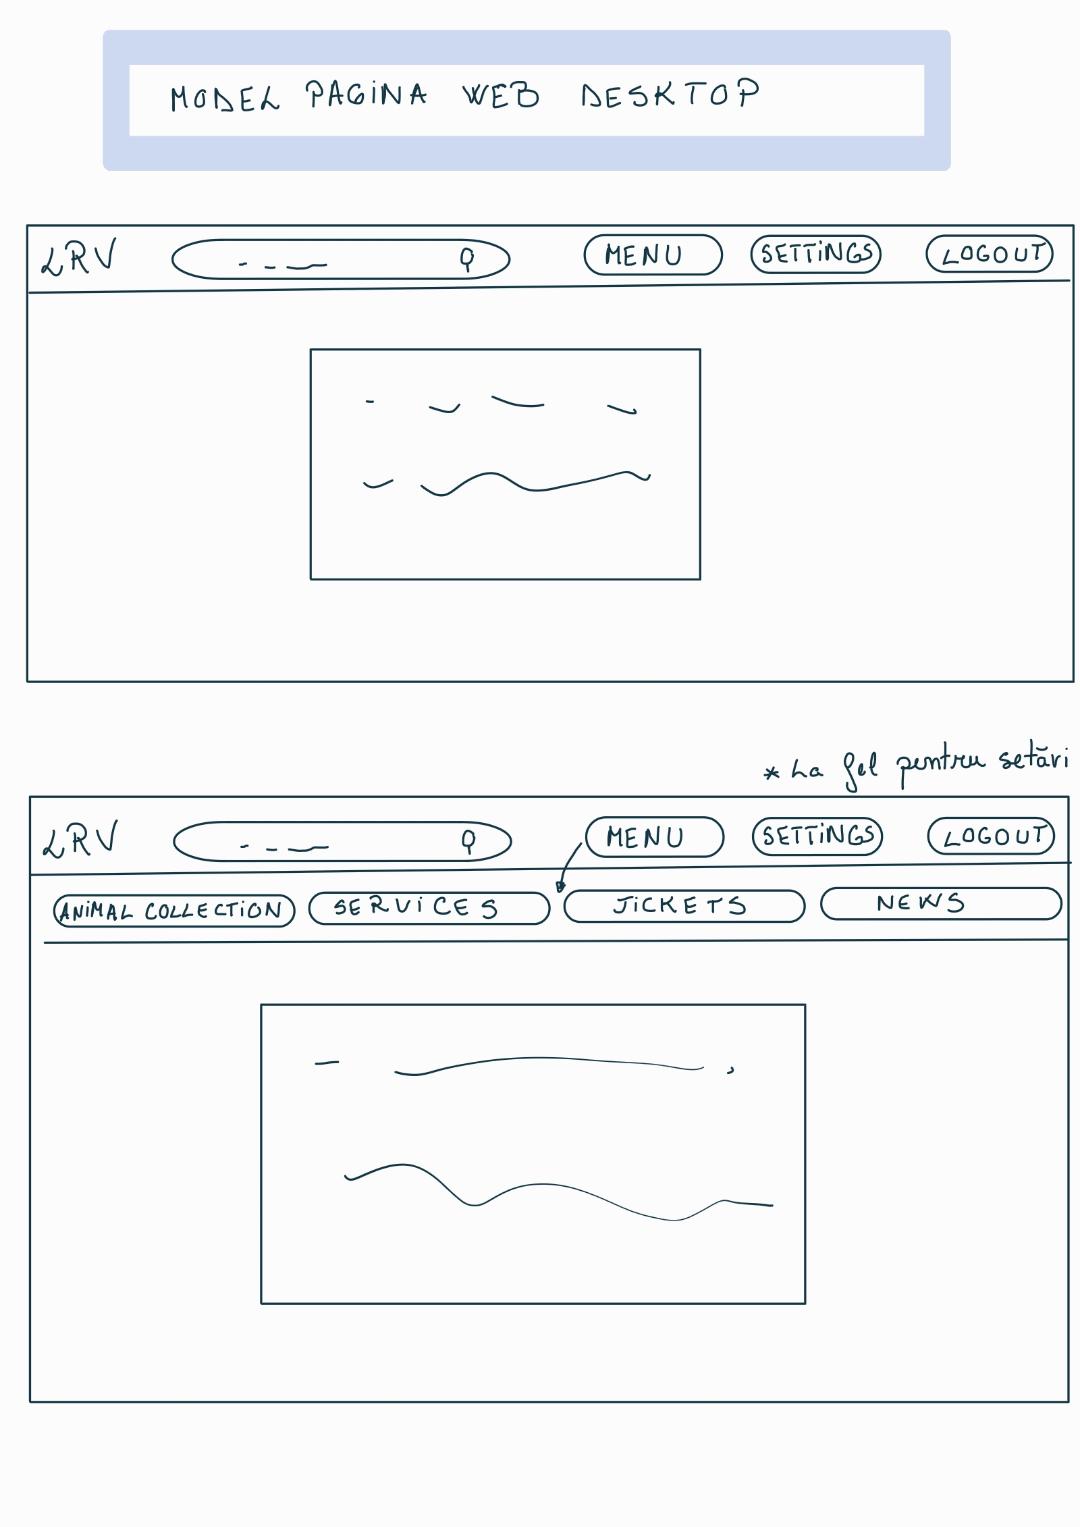 MODEL PAGINA WEB DESKTOP
LRV MENU SETTINGS LOGOUT
* La fel pentru setări
LRV MENU SETTINGS LOGOUT
ANIMAL COLLECTION SERVICES TICKETS NEWS